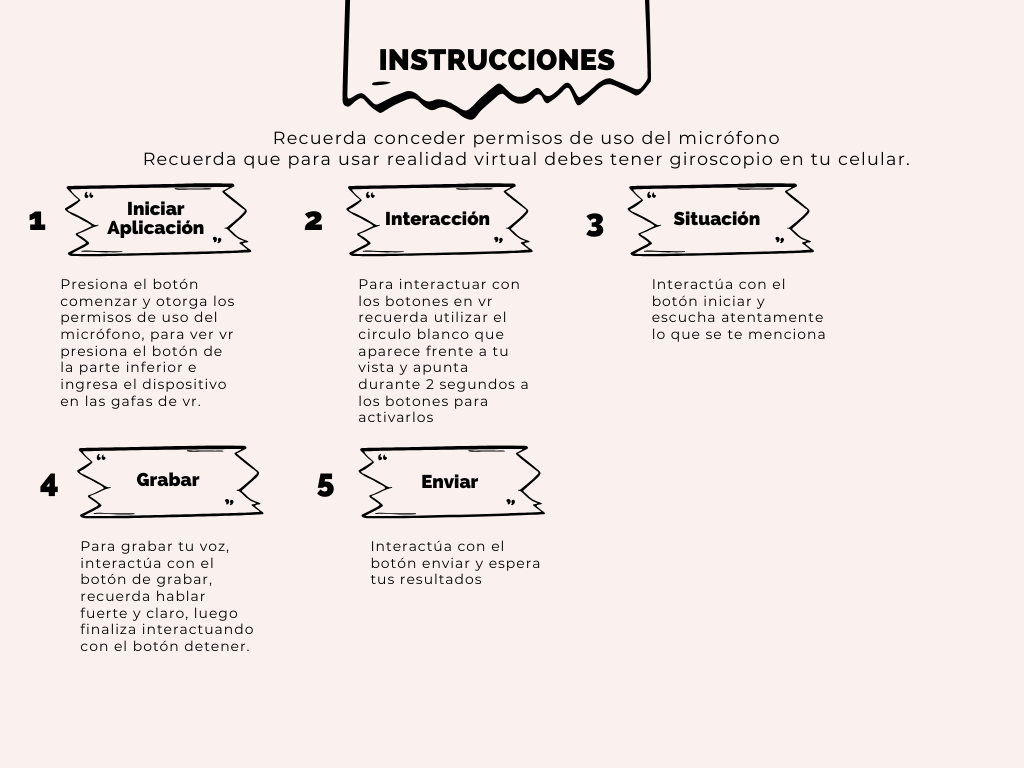 INSTRUCCIONES
Recuerda conceder permisos de uso del micrófono
Recuerda que para usar realidad virtual debes tener giroscopio en tu celular.
1
“
Iniciar
Aplicación
”
Presiona el botón
comenzar y otorga los
permisos de uso del
micrófono, para ver vr
presiona el botón de
la parte inferior e
ingresa el dispositivo
en las gafas de vr.
2
“
Interacción
”
Para interactuar con
los botones en vr
recuerda utilizar el
circulo blanco que
aparece frente a tu
vista y apunta
durante 2 segundos a
los botones para
activarlos
3
“
Situación
”
Interactúa con el
botón iniciar y
escucha atentamente
lo que se te menciona
4
“
Grabar
”
Para grabar tu voz,
interactúa con el
botón de grabar,
recuerda hablar
fuerte y claro, luego
finaliza interactuando
con el botón detener.
5
“
Enviar
”
Interactúa con el
botón enviar y espera
tus resultados